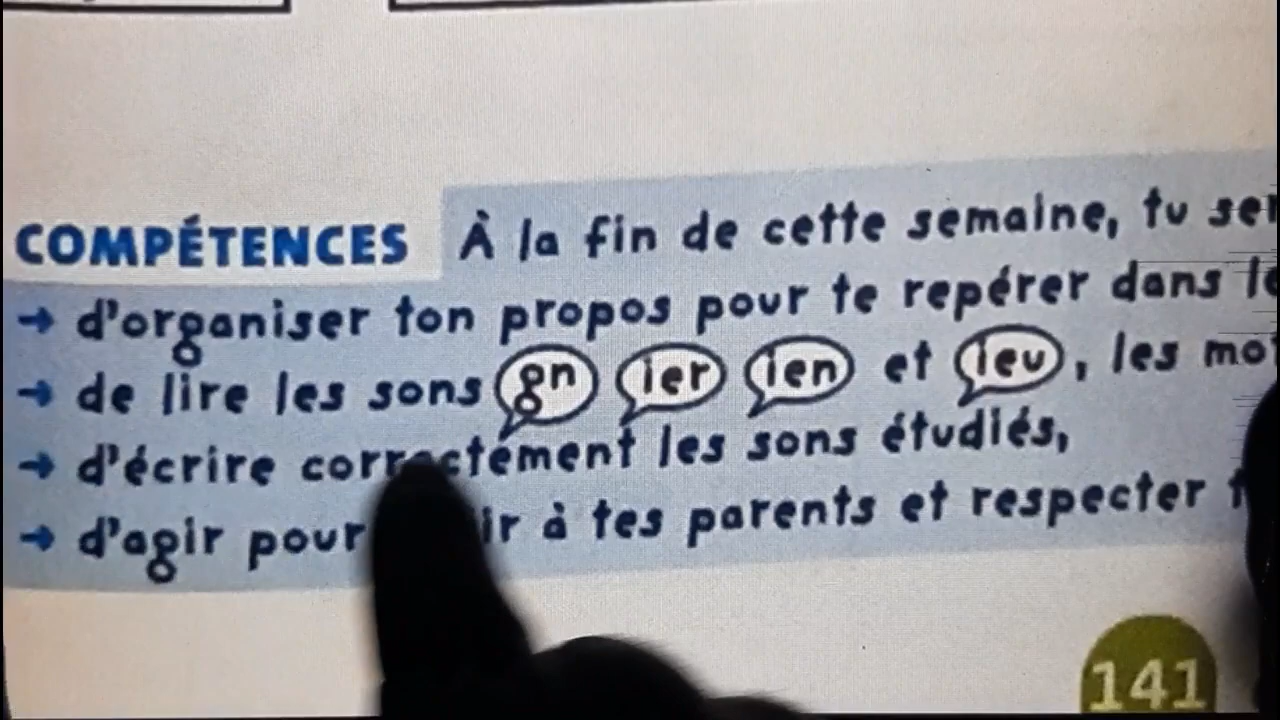 COMPÉTENCES À la fin de cette semaine, tu
→ d'organiser ton propos pour te repérer dans
→ de lire les sons gn ier ien et ieu, les
→ d'écrire correctement les sons étudiés,
→ d'agir pour à tes parents et respecter
141